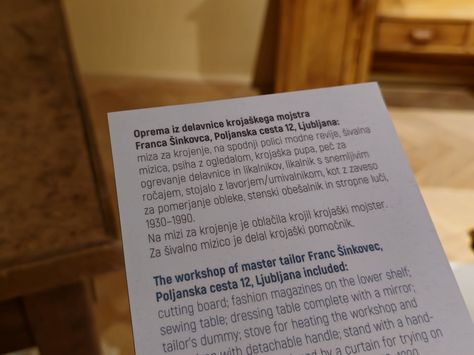 Oprema iz delavnice krojaškega mojstra
Franca Šinkovca, Poljanska cesta 12, Ljubljana:
miza za krojenje, na spodnji polici modne revije, šivalna
mizica, psiha z ogledalom, krojaška pupa, peč za
ogrevanje delavnice in likalnikov, likalnik s snemljivim
ročajem, stojalo z lavorjem/umivalnikom, kot z zaveso
za pomerjanje obleke, stenski obešalnik in stropne luči,
1930–1990.
Na mizi za krojenje je oblačila krojil krojaški mojster.
Za šivalno mizico je delal krojaški pomočnik.
The workshop of master tailor Franc Šinkovec,
Poljanska cesta 12, Ljubljana included:
cutting board; fashion magazines on the lower shelf;
sewing table; dressing table complete with a mirror;
tailor's dummy; stove for heating the workshop and
with detachable handle; stand with a hand-
by a curtain for trying on